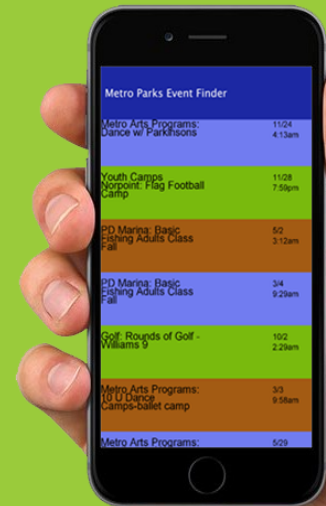 Metro Parks Event Finder
Metro Arts Programs: 11/24
Dance w/ Parkinsons 4:13am
Youth Camps 11/28
Norpoint: Flag Football 7:59pm
Camp
PD Marina: Basic 5/2
Fishing Adults Class 3:12am
Fall
PD Marina: Basic 3/4
Fishing Adults Class 9:29am
Fall
Golf: Rounds of Golf - 10/2
Williams 9 2:29am
Metro Arts Programs: 3/3
10 U Dance 9:58am
Camps-ballet camp
Metro Arts Programs: 5/29